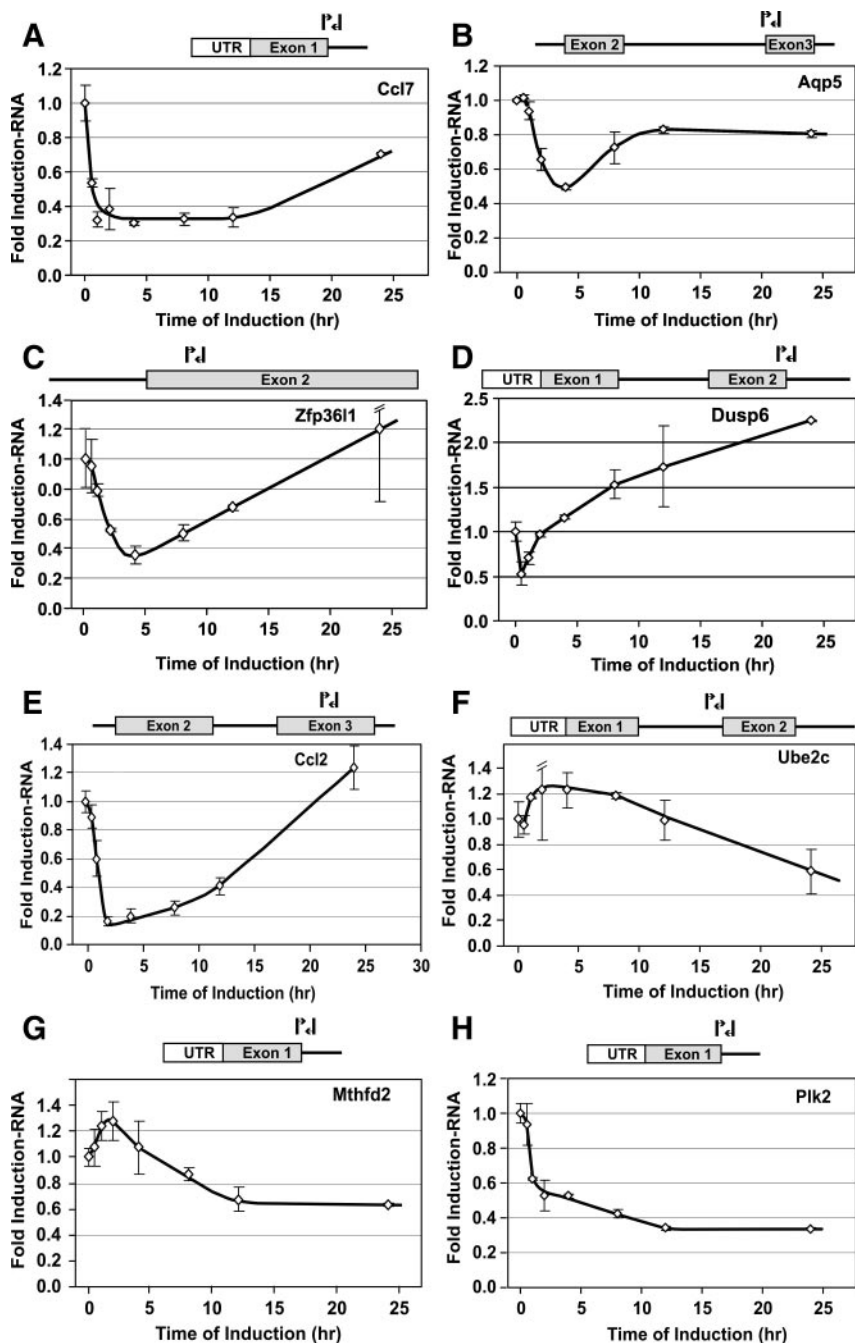 A
UTR Exon 1
Ccl7
Fold Induction-RNA
1.2
1.0
0.8
0.6
0.4
0.2
0.0
0 5 10 15 20 25
Time of Induction (hr)
B
Exon 2 Exon3
Aqp5
Fold Induction-RNA
1.2
1.0
0.8
0.6
0.4
0.2
0.0
0 5 10 15 20 25
Time of Induction (hr)
C
Exon 2
Zfp36l1
Fold Induction-RNA
1.4
1.2
1.0
0.0
0.6
0.4
0.2
0.0
0 5 10 15 20 25
Time of Induction (hr)
D
UTR Exon 1 Exon 2
Dusp6
Fold Induction-RNA
2.5
2.0
1.5
1.0
0.5
0.0
0 5 10 15 20 25
Time of Induction (hr)
E
Exon 2 Exon 3
Ccl2
Fold Induction-RNA
1.4
1.2
1.0
0.8
0.6
0.4
0.2
0.0
0 5 10 15 20 25 30
Time of Induction (hr)
F
UTR Exon 1 Exon 2
Ube2c
Fold Induction-RNA
1.4
1.2
1.0
0.8
0.6
0.4
0.2
0.0
0 5 10 15 20 25
Time of Induction (hr)
G
UTR Exon 1
Mthfd2
Fold Induction-RNA
1.4
1.2
1.0
0.8
0.6
0.4
0.2
0.0
0 5 10 15 20 25
Time of Induction (hr)
H
UTR Exon 1
Plk2
Fold Induction-RNA
1.2
1.0
0.8
0.6
0.4
0.2
0.0
0 5 10 15 20 25
Time of Induction (hr)